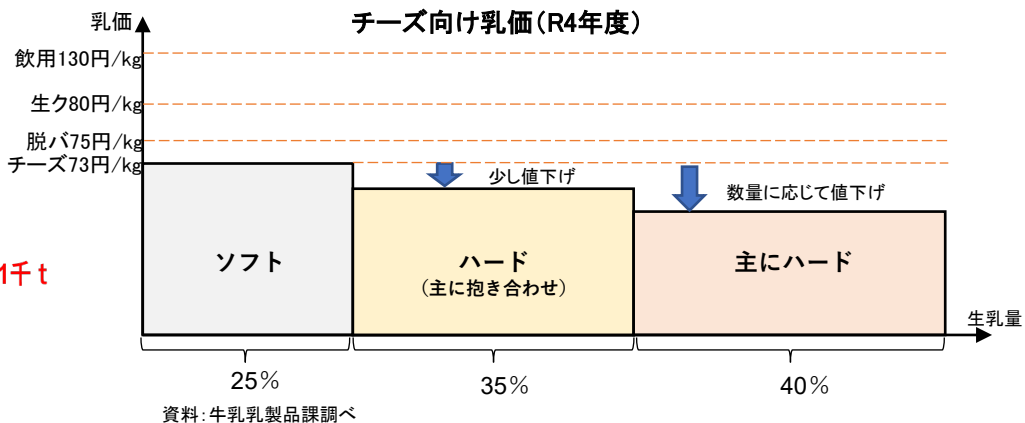 チーズ向け乳価（R4年度）
乳価
飲用130円/kg
生ク80円/kg
脱バ75円/kg
チーズ73円/kg
少し値下げ
数量に応じて値下げ
ソフト
ハード
（主に抱き合わせ）
主にハード
千ｔ
生乳量
25％
35％
40％
資料：牛乳乳製品課調べ